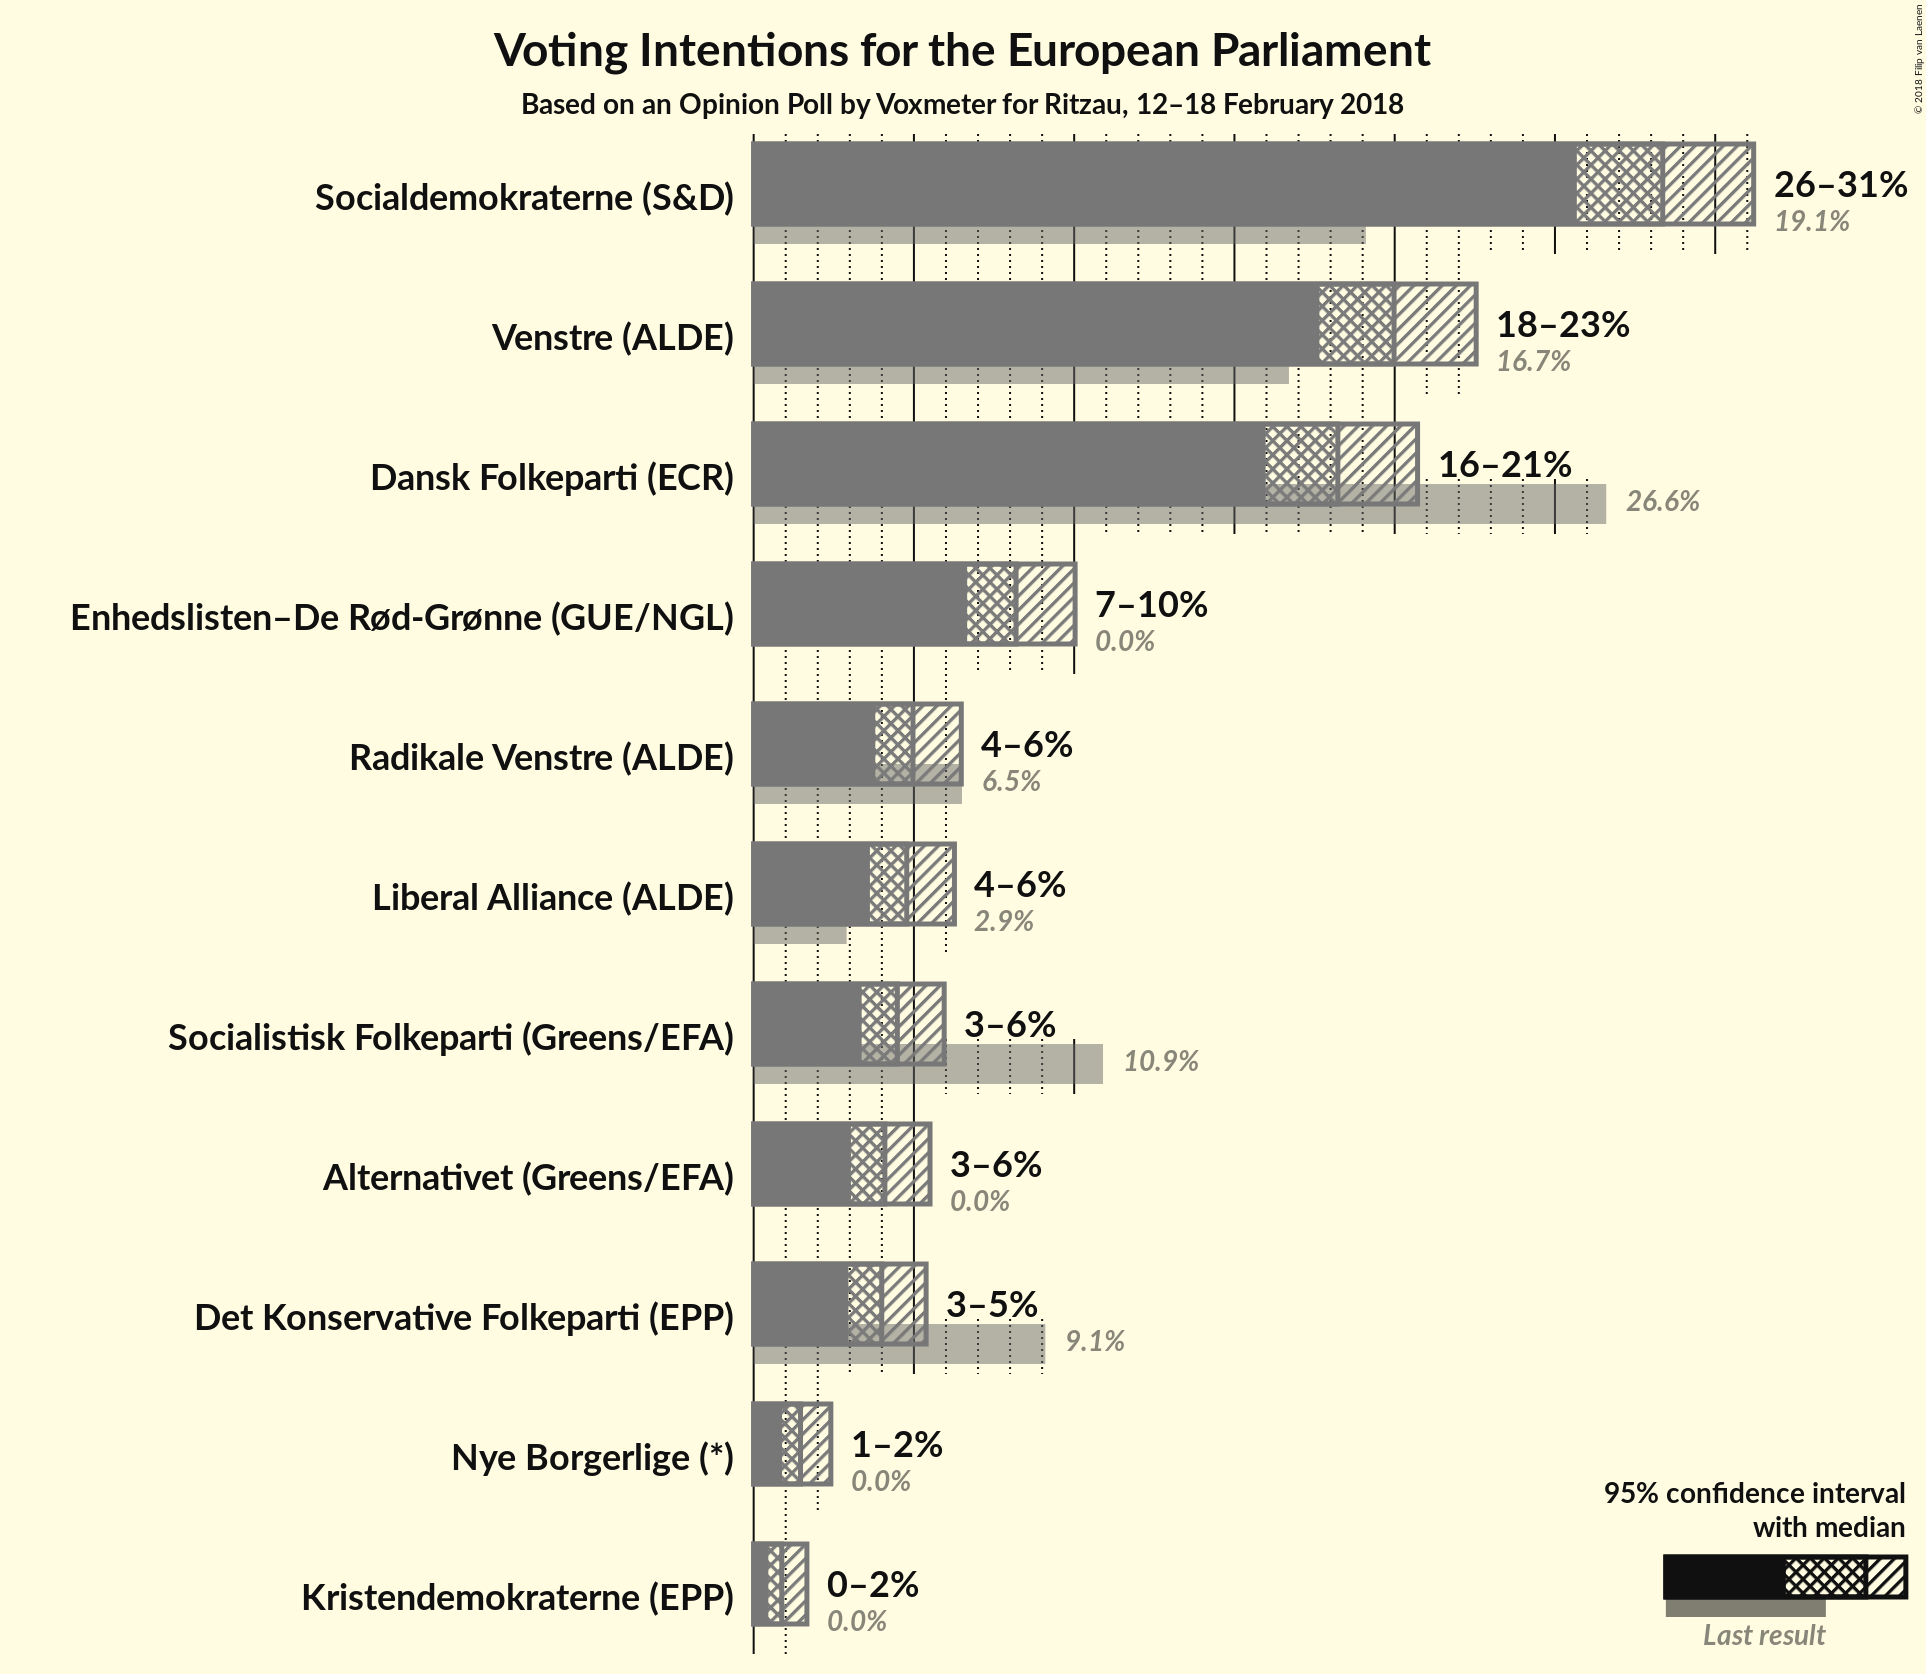 Voting Intentions for the European Parliament
Based on an Opinion Poll by Voxmeter for Ritzau, 12–18 February 2018
© 2018 Filip van Laenen
Socialdemokraterne (S&D)
26–31%
19.1%
Venstre (ALDE)
18–23%
16.7%
Dansk Folkeparti (ECR)
16–21%
26.6%
Enhedslisten–De Rød-Grønne (GUE/NGL)
7–10%
0.0%
Radikale Venstre (ALDE)
4–6%
6.5%
Liberal Alliance (ALDE)
4–6%
2.9%
Socialistisk Folkeparti (Greens/EFA)
3–6%
10.9%
Alternativet (Greens/EFA)
3–6%
0.0%
Det Konservative Folkeparti (EPP)
3–5%
9.1%
Nye Borgerlige (*)
1–2%
0.0%
Kristendemokraterne (EPP)
0–2%
0.0%
95% confidence interval
with median
Last result